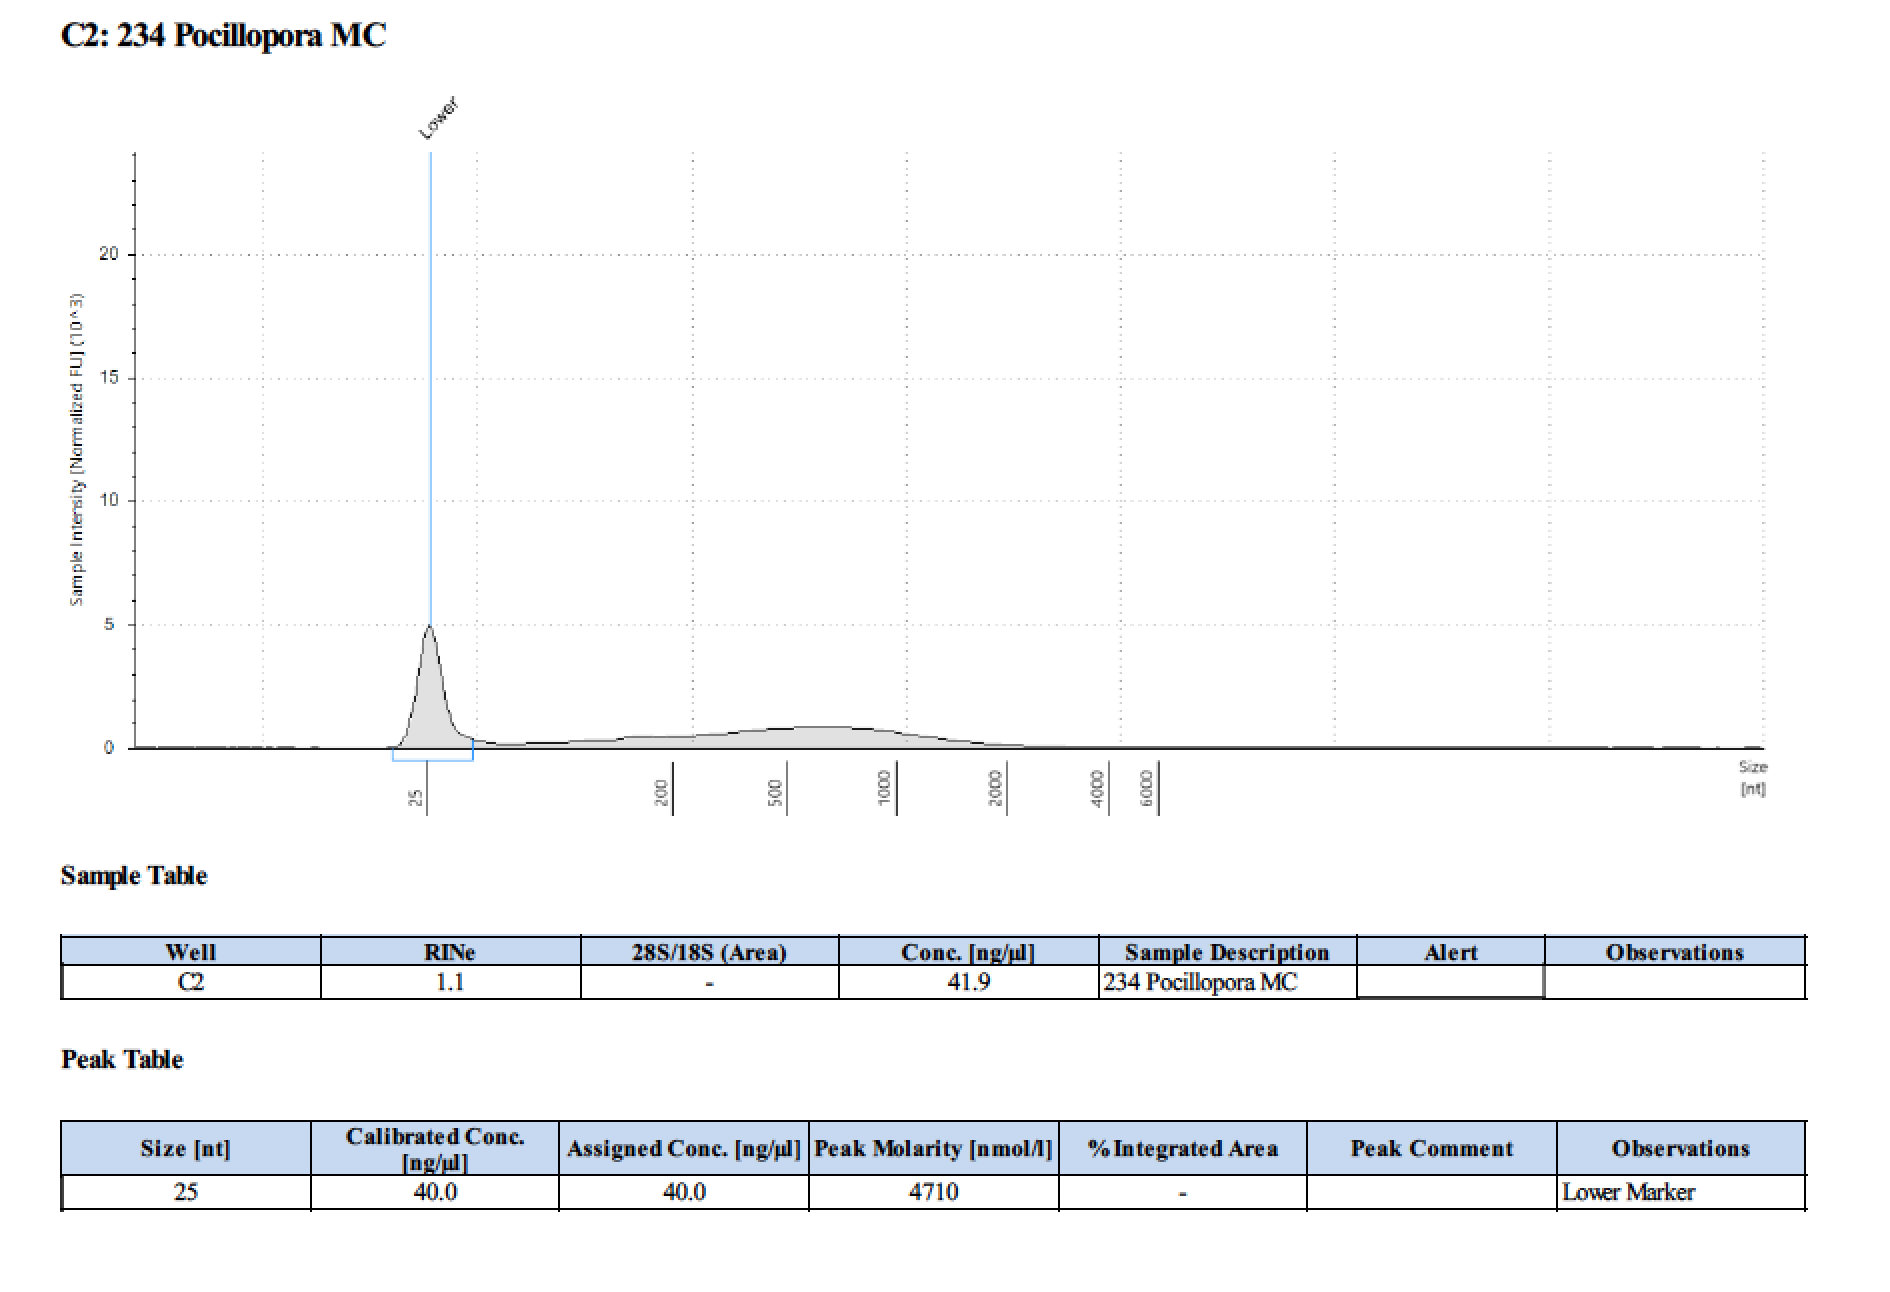 C2: 234 Pocillopora MC
Lower
Sample Intensity [Normalized FU] (10^3)
20
15
10
5
0
25
200
500
1000
2000
4000
6000
Size
[nt]
Sample Table
Well RINe 28S/18S (Area) Conc. [ng/µl] Sample Description Alert Observations
C2 1.1 - 41.9 234 Pocillopora MC
Peak Table
Size [nt] Calibrated Conc. [ng/µl] Assigned Conc. [ng/µl] Peak Molarity [nmol/l] % Integrated Area Peak Comment Observations
25 40.0 40.0 4710 - Lower Marker